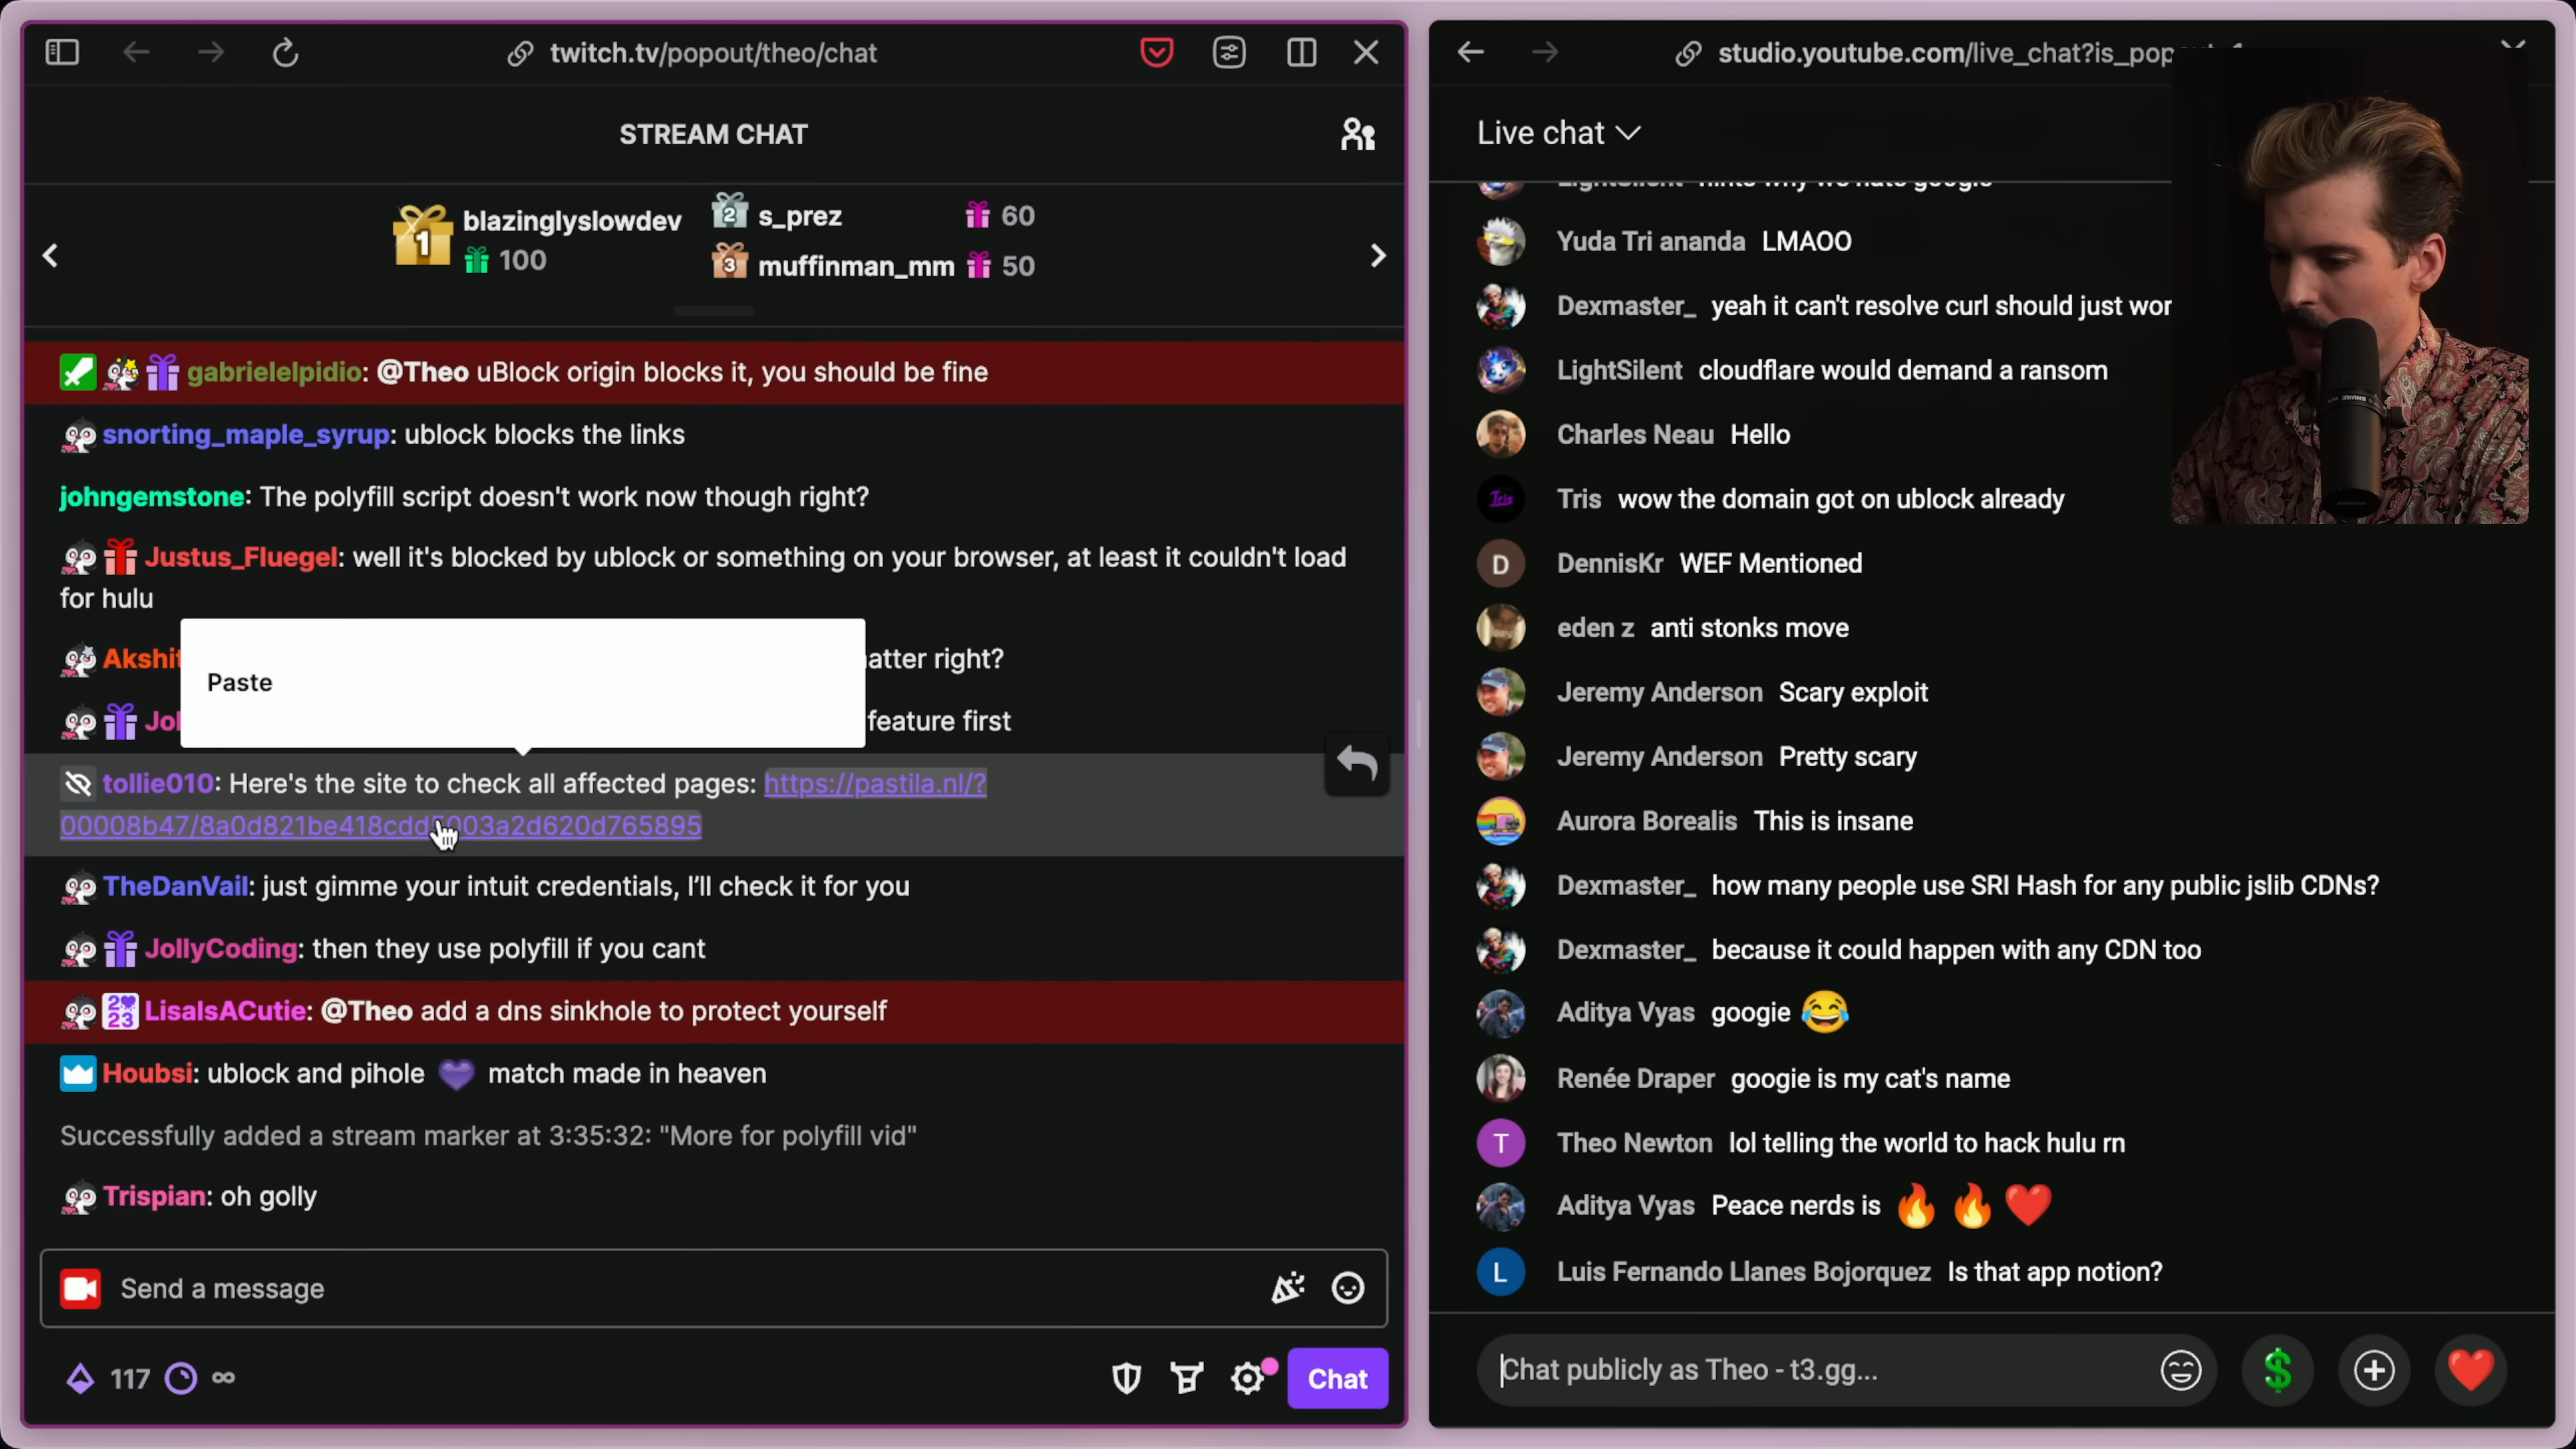 twitch.tv/popout/theo/chat
STREAM CHAT
1
blazinglyslowdev
100
2
s_prez
60
3
muffinman_mm
50
gabrielelpidio: @Theo uBlock origin blocks it, you should be fine
snorting_maple_syrup: ublock blocks the links
johngemstone: The polyfill script doesn't work now though right?
Justus_Fluegel: well it's blocked by ublock or something on your browser, at least it couldn't load
for hulu
Akshit
atter right?
Paste
feature first
tollie010: Here's the site to check all affected pages: https://pastila.nl/?
TheDanVail: just gimme your intuit credentials, I'll check it for you
JollyCoding: then they use polyfill if you cant
LisaIsACutie: @Theo add a dns sinkhole to protect yourself
Houbsi: ublock and pihole 💜 match made in heaven
Successfully added a stream marker at 3:35:32: "More for polyfill vid"
Trispian: oh golly
Send a message
117 ∞
Chat
studio.youtube.com/live_chat?is_pop
Live chat
Yuda Tri ananda LMAOO
Dexmaster_ yeah it can't resolve curl should just wor
LightSilent cloudflare would demand a ransom
Charles Neau Hello
Tris wow the domain got on ublock already
D
DennisKr WEF Mentioned
eden z anti stonks move
Jeremy Anderson Scary exploit
Jeremy Anderson Pretty scary
Aurora Borealis This is insane
Dexmaster_ how many people use SRI Hash for any public jslib CDNs?
Dexmaster_ because it could happen with any CDN too
Aditya Vyas googie 😂
Renée Draper googie is my cat's name
T
Theo Newton lol telling the world to hack hulu rn
Aditya Vyas Peace nerds is 🔥 🔥 ❤️
L
Luis Fernando Llanes Bojorquez Is that app notion?
Chat publicly as Theo - t3.gg...